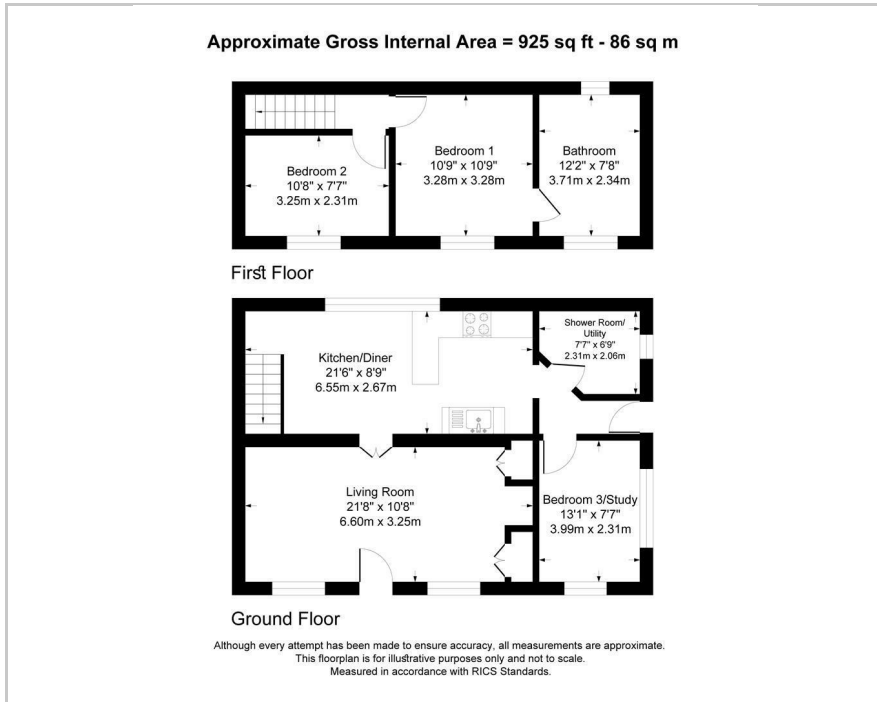 Approximate Gross Internal Area = 925 sq ft - 86 sq m
Bedroom 2
10'8" x 7'7"
3.25m x 2.31m
Bedroom 1
10'9" x 10'9"
3.28m x 3.28m
Bathroom
12'2" x 7'8"
3.71m x 2.34m
First Floor
Kitchen/Diner
21'6" x 8'9"
6.55m x 2.67m
Shower Room/
Utility
7'7" x 6'9"
2.31m x 2.06m
Living Room
21'8" x 10'8"
6.60m x 3.25m
Bedroom 3/Study
13'1" x 7'7"
3.99m x 2.31m
Ground Floor
Although every attempt has been made to ensure accuracy, all measurements are approximate.
This floorplan is for illustrative purposes only and not to scale.
Measured in accordance with RICS Standards.